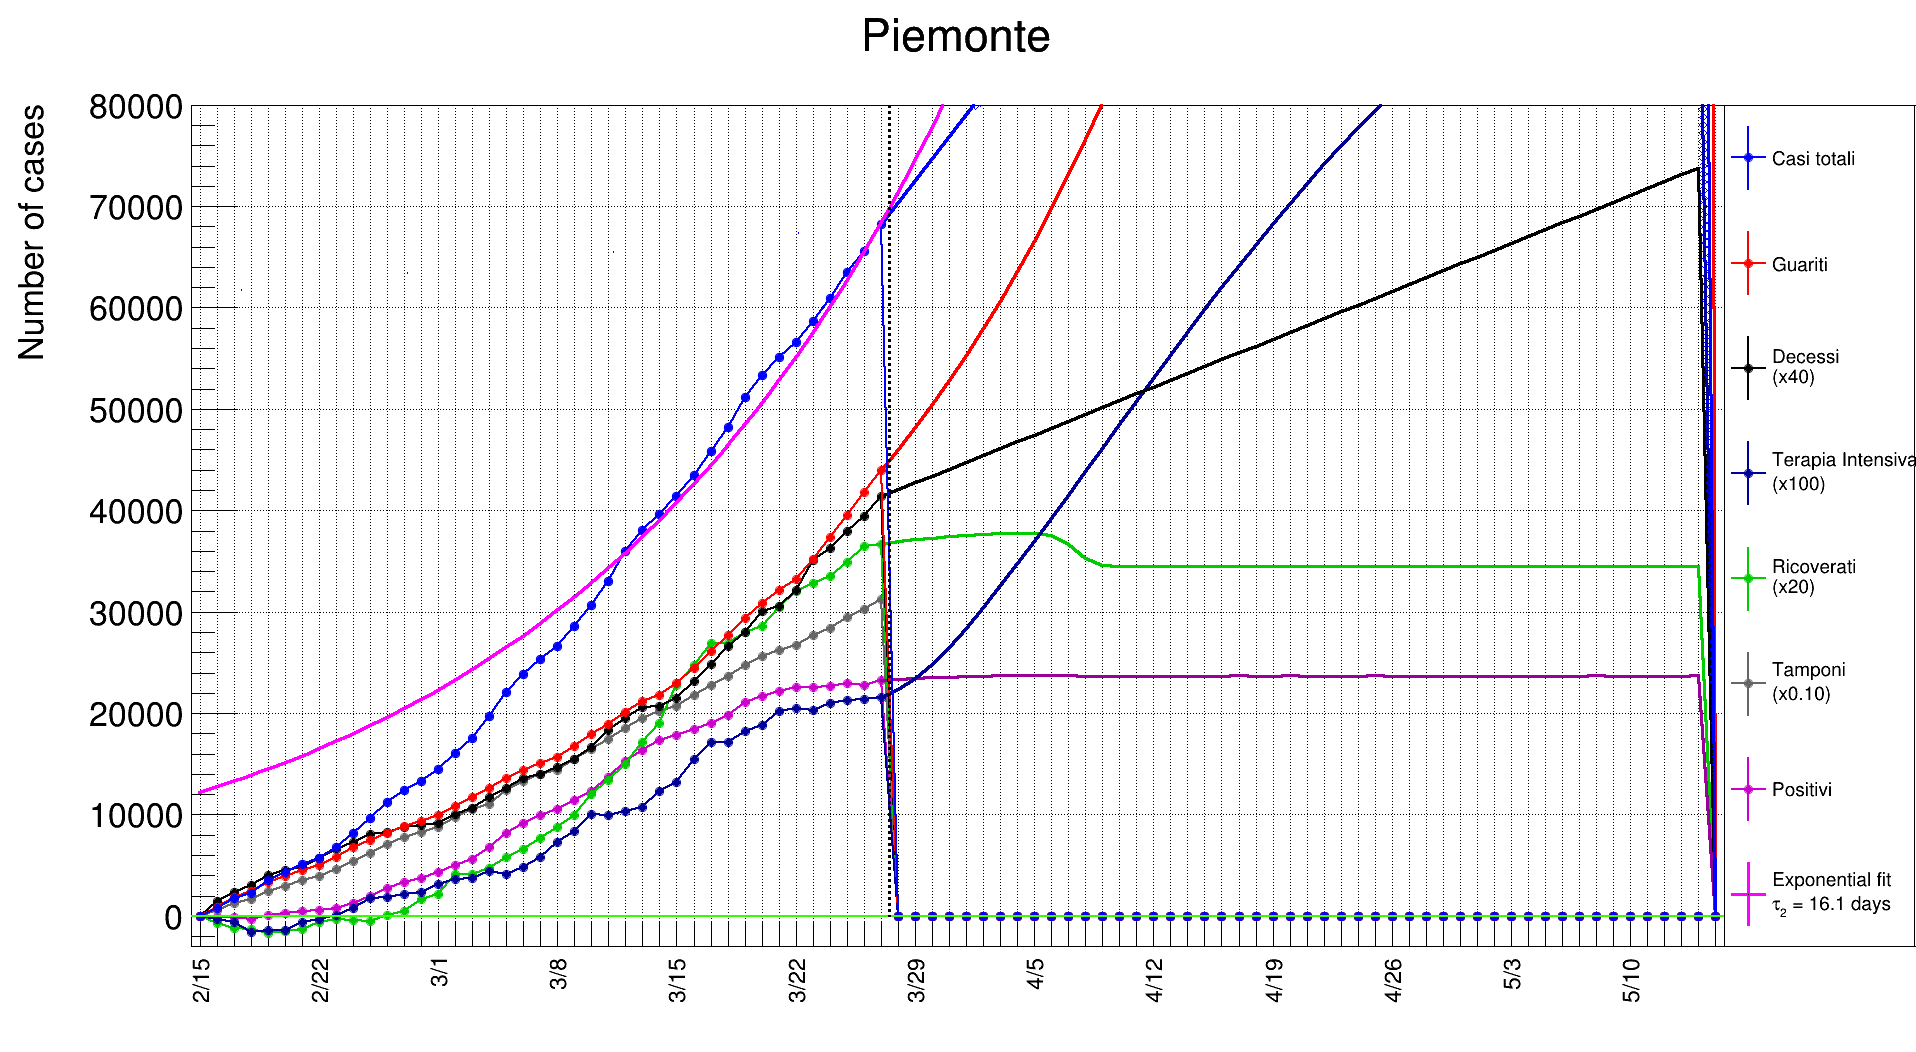 Piemonte
Number of cases
80000
70000
60000
50000
40000
30000
20000
10000
0
2/15
2/22
3/1
3/8
3/15
3/22
3/29
4/5
4/12
4/19
4/26
5/3
5/10
Casi totali
Guariti
Decessi
(x40)
Terapia Intensiva
(x100)
Ricoverati
(x20)
Tamponi
(x0.10)
Positivi
Exponential fit
τ₂ = 16.1 days